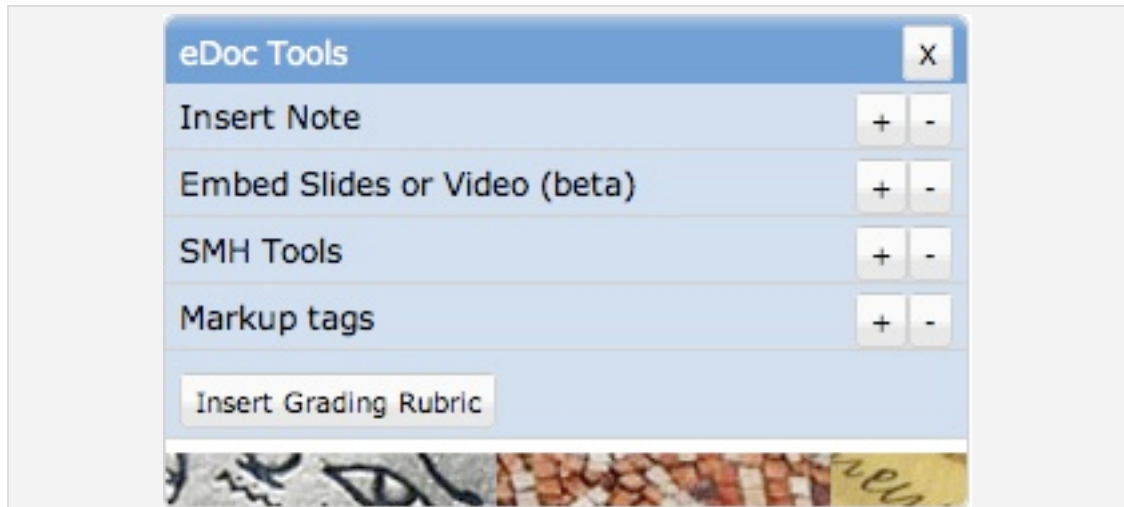 eDoc Tools X
Insert Note + -
Embed Slides or Video (beta) + -
SMH Tools + -
Markup tags + -
Insert Grading Rubric